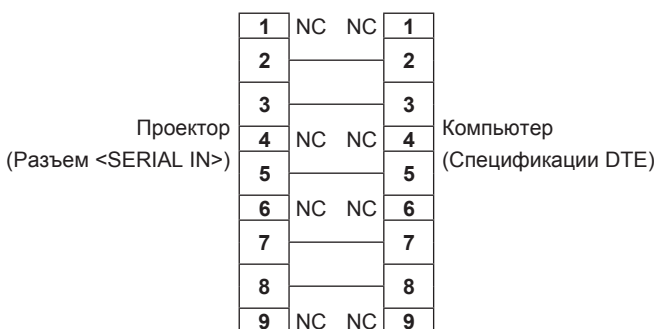 1 NC NC 1
2 2
3 3
Проектор
(Разъем <SERIAL IN>)
4 NC NC 4
Компьютер
(Спецификации DTE)
5 5
6 NC NC 6
7 7
8 8
9 NC NC 9